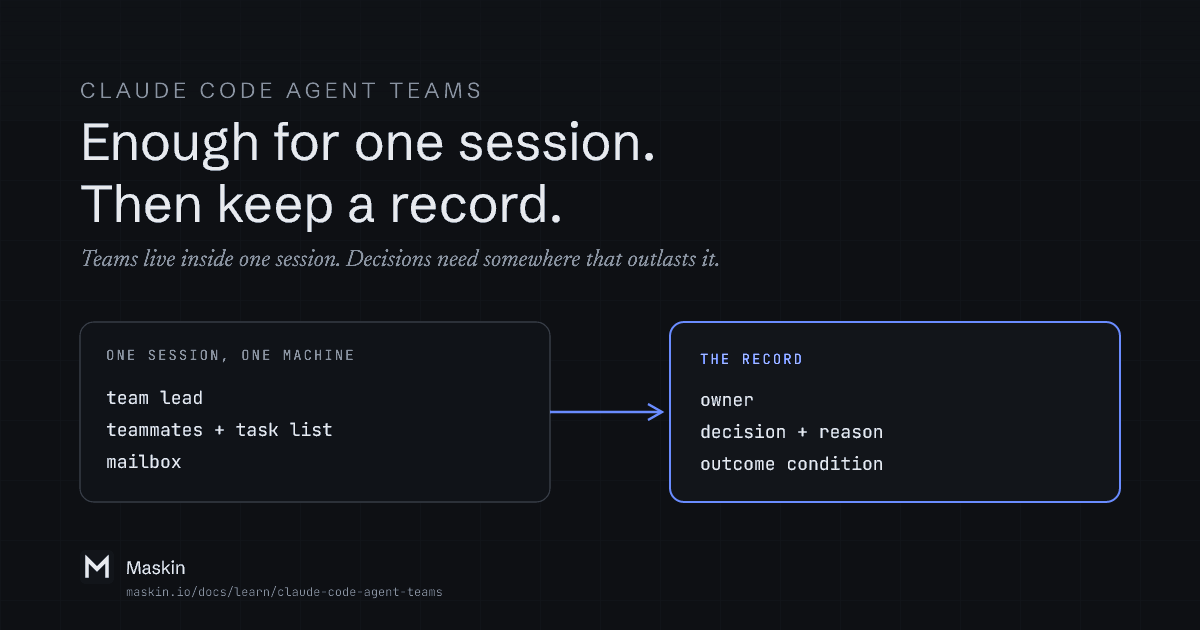 CLAUDE CODE AGENT TEAMS
Enough for one session.
Then keep a record.
Teams live inside one session. Decisions need somewhere that outlasts it.
ONE SESSION, ONE MACHINE
team lead
teammates + task list
mailbox
THE RECORD
owner
decision + reason
outcome condition
M
Maskin
maskin.io/docs/learn/claude-code-agent-teams